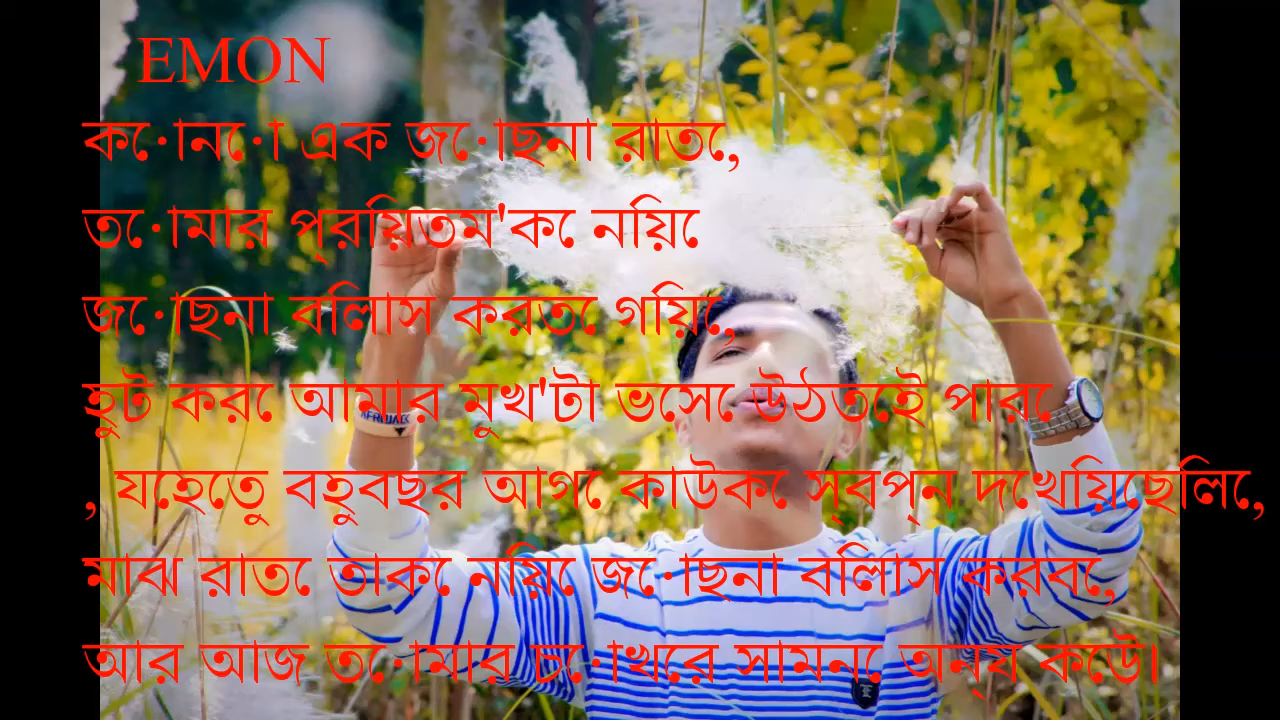 EMON
কোনো এক জোছনা রাতে,
তোমার প্রিয়তম'কে নিয়ে
জোছনা বিলাস করতে গিয়ে,
হুট করে আমার মুখ'টা ভেসে উঠতেই পারে
, যেহেতু বহুবছর আগে কাউকে স্বপ্ন দেখিয়েছিলে,
মাঝ রাতে তাকে নিয়ে জোছনা বিলাস করবে,
আর আজ তোমার চোখের সামনে অন্য কেউ।